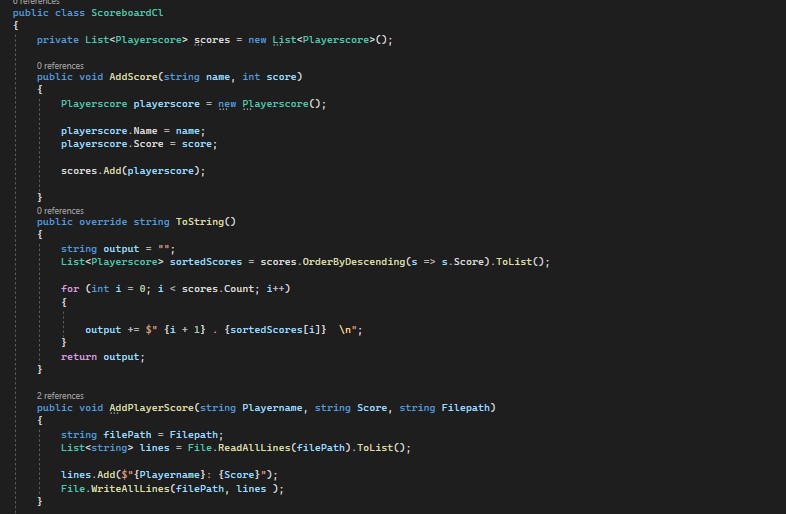 0 references
public class ScoreboardCl
{
private List<Playerscore> scores = new List<Playerscore>();
0 references
public void AddScore(string name, int score)
{
Playerscore playerscore = new Playerscore();
playerscore.Name = name;
playerscore.Score = score;
scores.Add(playerscore);
}
0 references
public override string ToString()
{
string output = "";
List<Playerscore> sortedScores = scores.OrderByDescending(s => s.Score).ToList();
for (int i = 0; i < scores.Count; i++)
{
output += $" {i + 1} . {sortedScores[i]}  \n";
}
return output;
}
2 references
public void AddPlayerScore(string Playername, string Score, string Filepath)
{
string filePath = Filepath;
List<string> lines = File.ReadAllLines(filePath).ToList();
lines.Add($"{Playername}: {Score}");
File.WriteAllLines(filePath, lines );
}